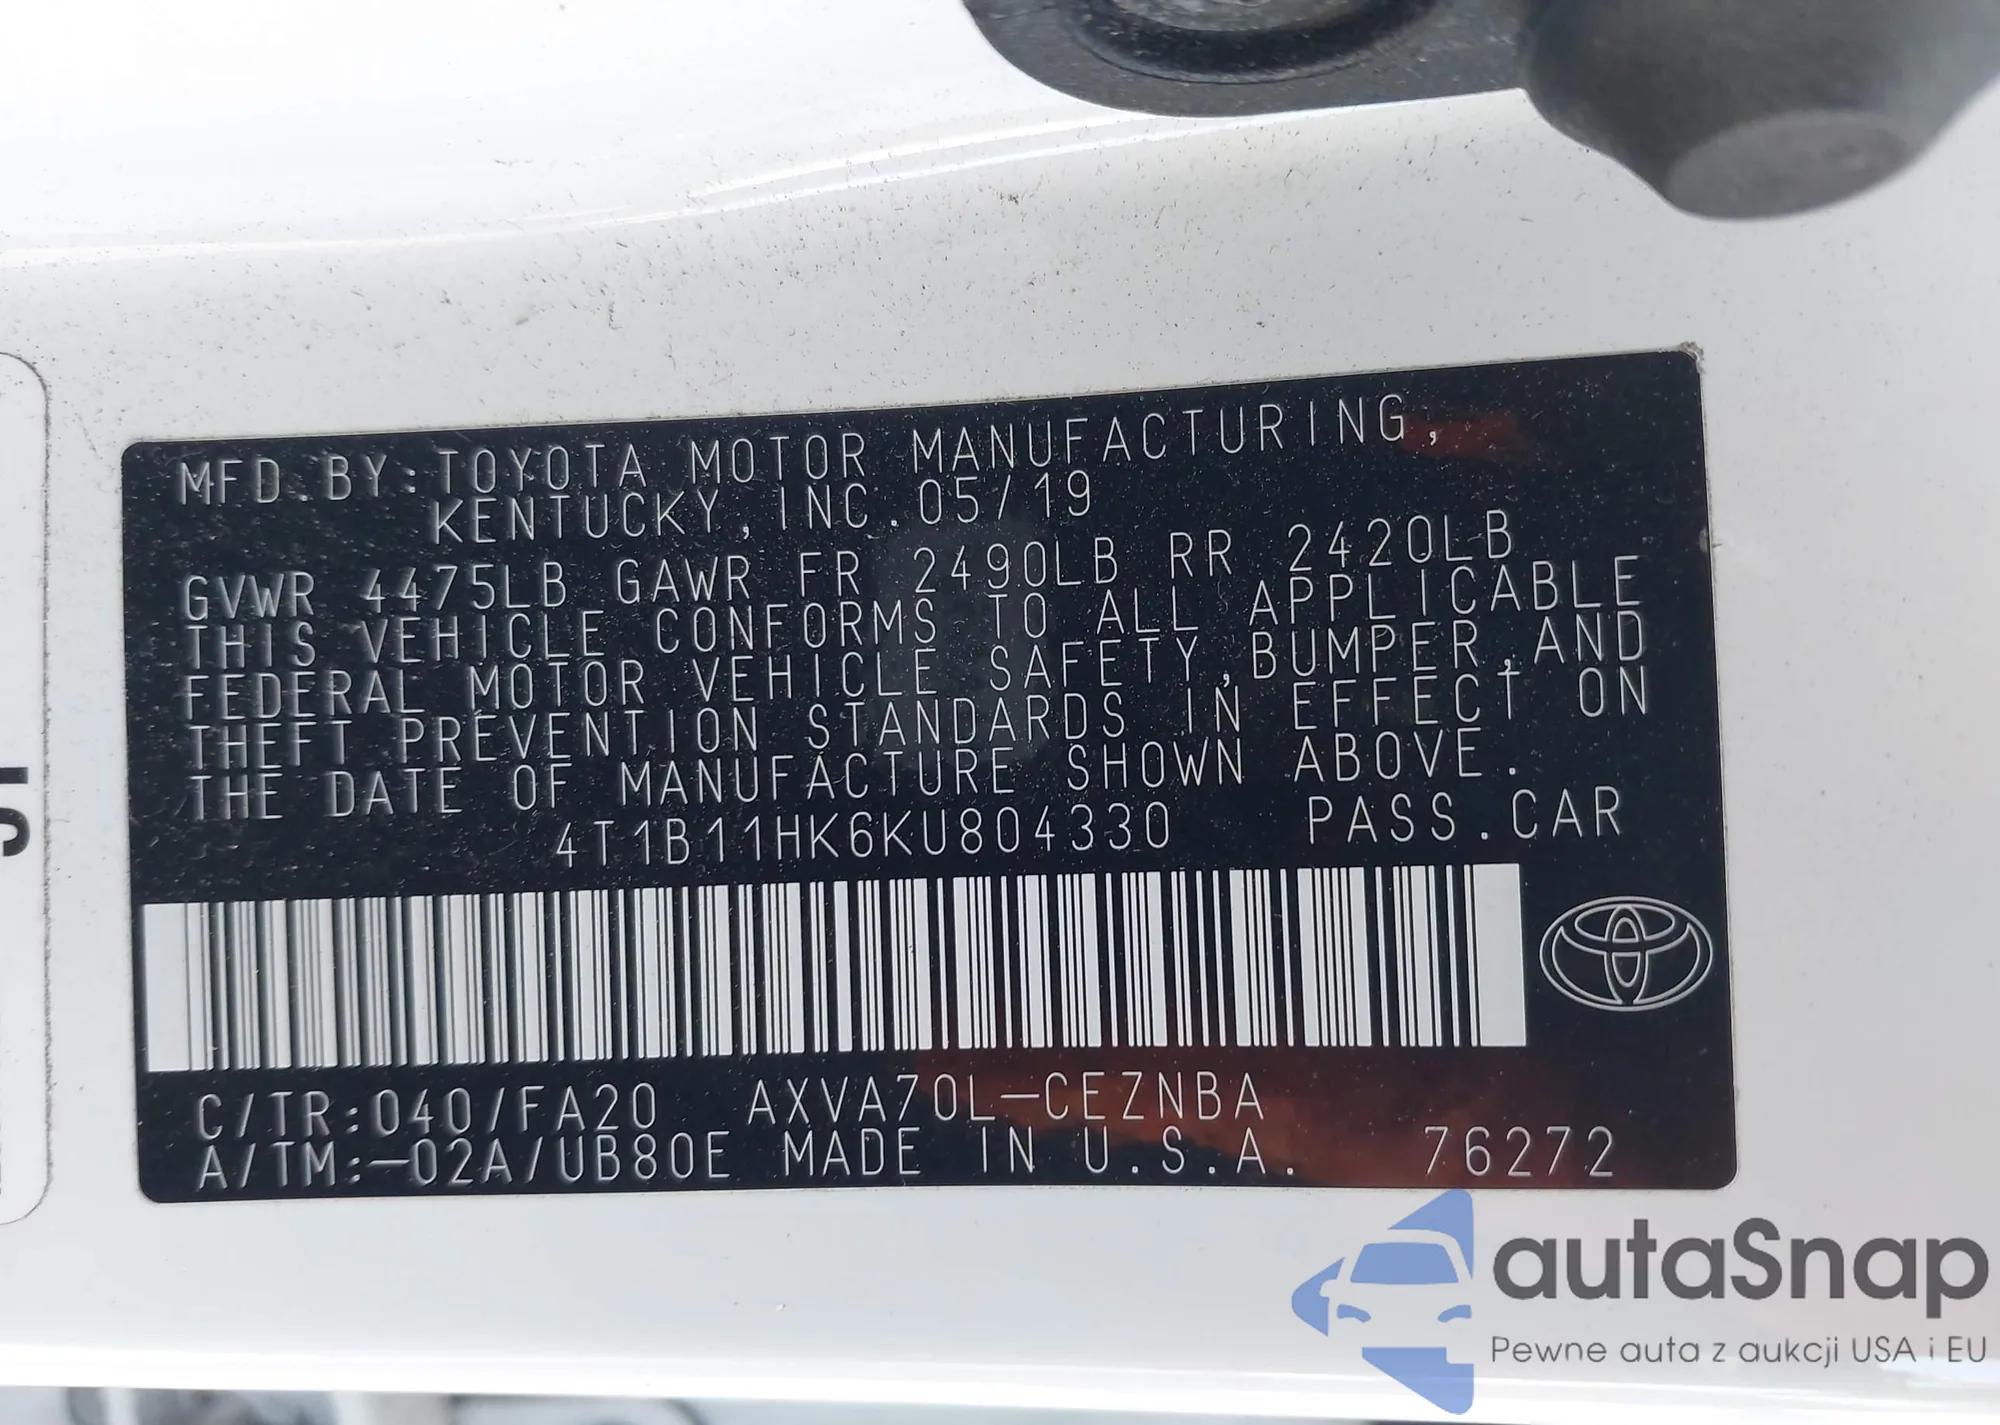 MFD. BY: TOYOTA MOTOR MANUFACTURING,
KENTUCKY, INC. 05/19
GVWR 4475LB GAWR FR 2490LB RR 2420LB
THIS VEHICLE CONFORMS TO ALL APPLICABLE
FEDERAL MOTOR VEHICLE SAFETY, BUMPER, AND
THEFT PREVENTION STANDARDS IN EFFECT ON
THE DATE OF MANUFACTURE SHOWN ABOVE.
4T1B11HK6KU804330 PASS. CAR
C/TR:040/FA20 AXVA70L-CEZNBA
A/TM:-02A/UB80E MADE IN U.S.A. 76272
autaSnap
Pewne auta z aukcji USA i EU